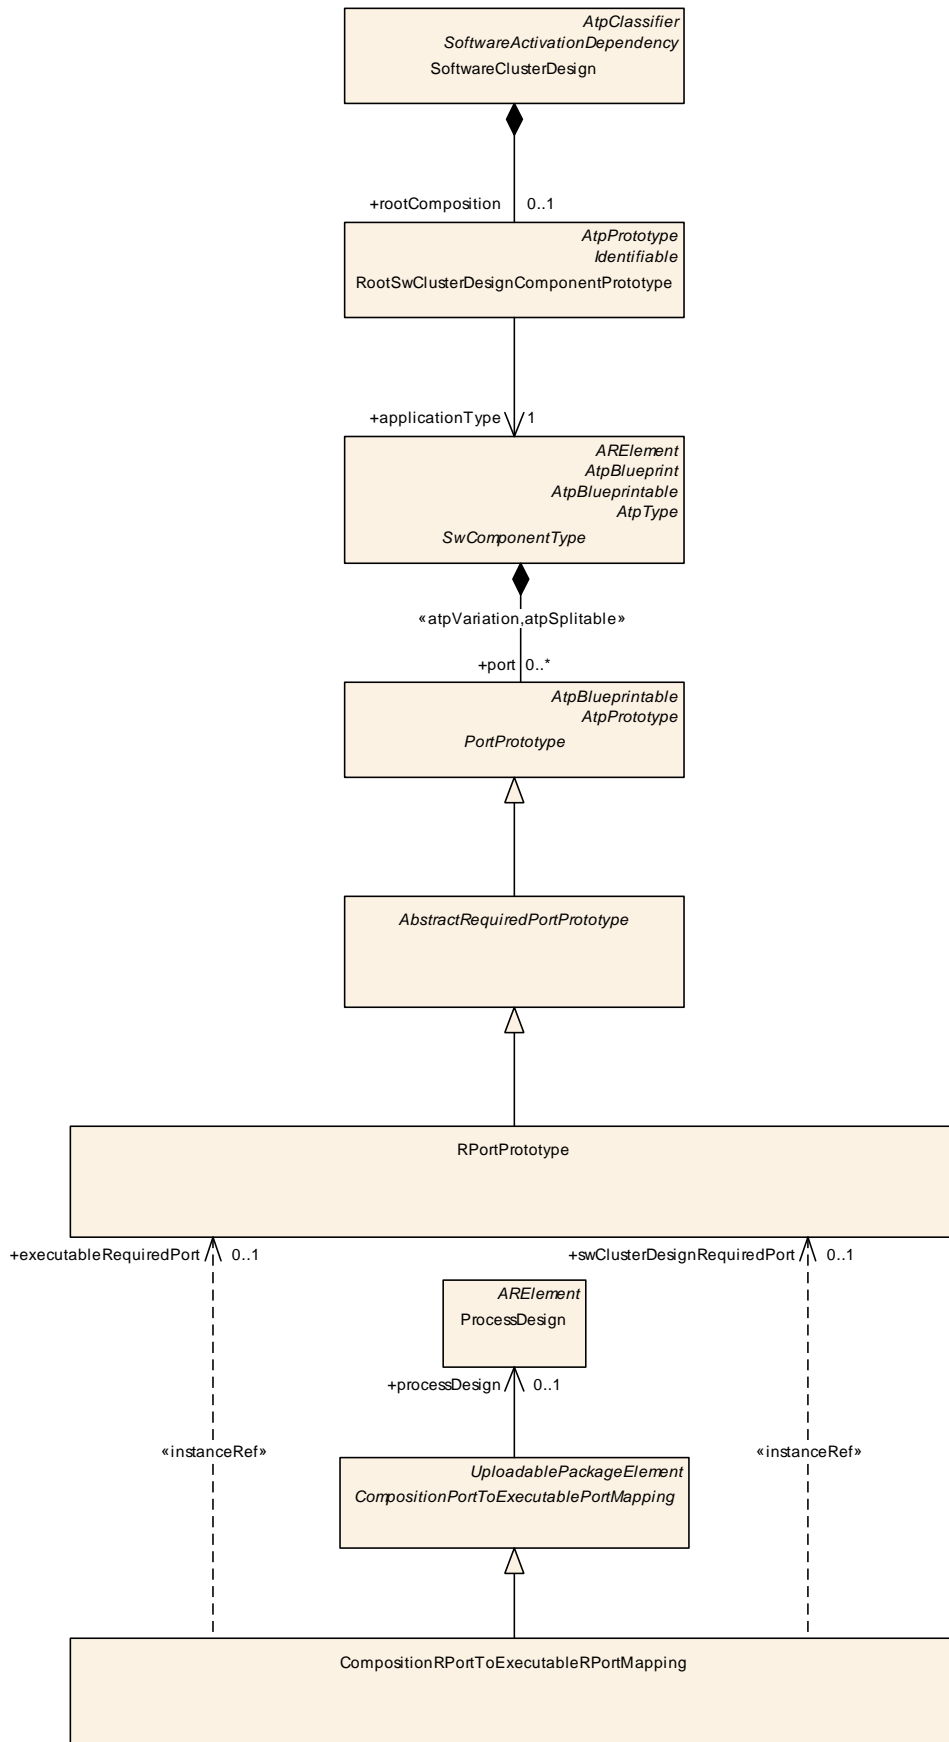 AtpClassifier
SoftwareActivationDependency
SoftwareClusterDesign
+rootComposition 0..1
AtpPrototype
Identifiable
RootSwClusterDesignComponentPrototype
+applicationType 1
ARElement
AtpBlueprint
AtpBlueprintable
AtpType
SwComponentType
«atpVariation,atpSplitable»
+port 0..*
AtpBlueprintable
AtpPrototype
PortPrototype
AbstractRequiredPortPrototype
RPortPrototype
+executableRequiredPort 0..1 +swClusterDesignRequiredPort 0..1
ARElement
ProcessDesign
+processDesign 0..1
«instanceRef» «instanceRef»
UploadablePackageElement
CompositionPortToExecutablePortMapping
CompositionRPortToExecutableRPortMapping